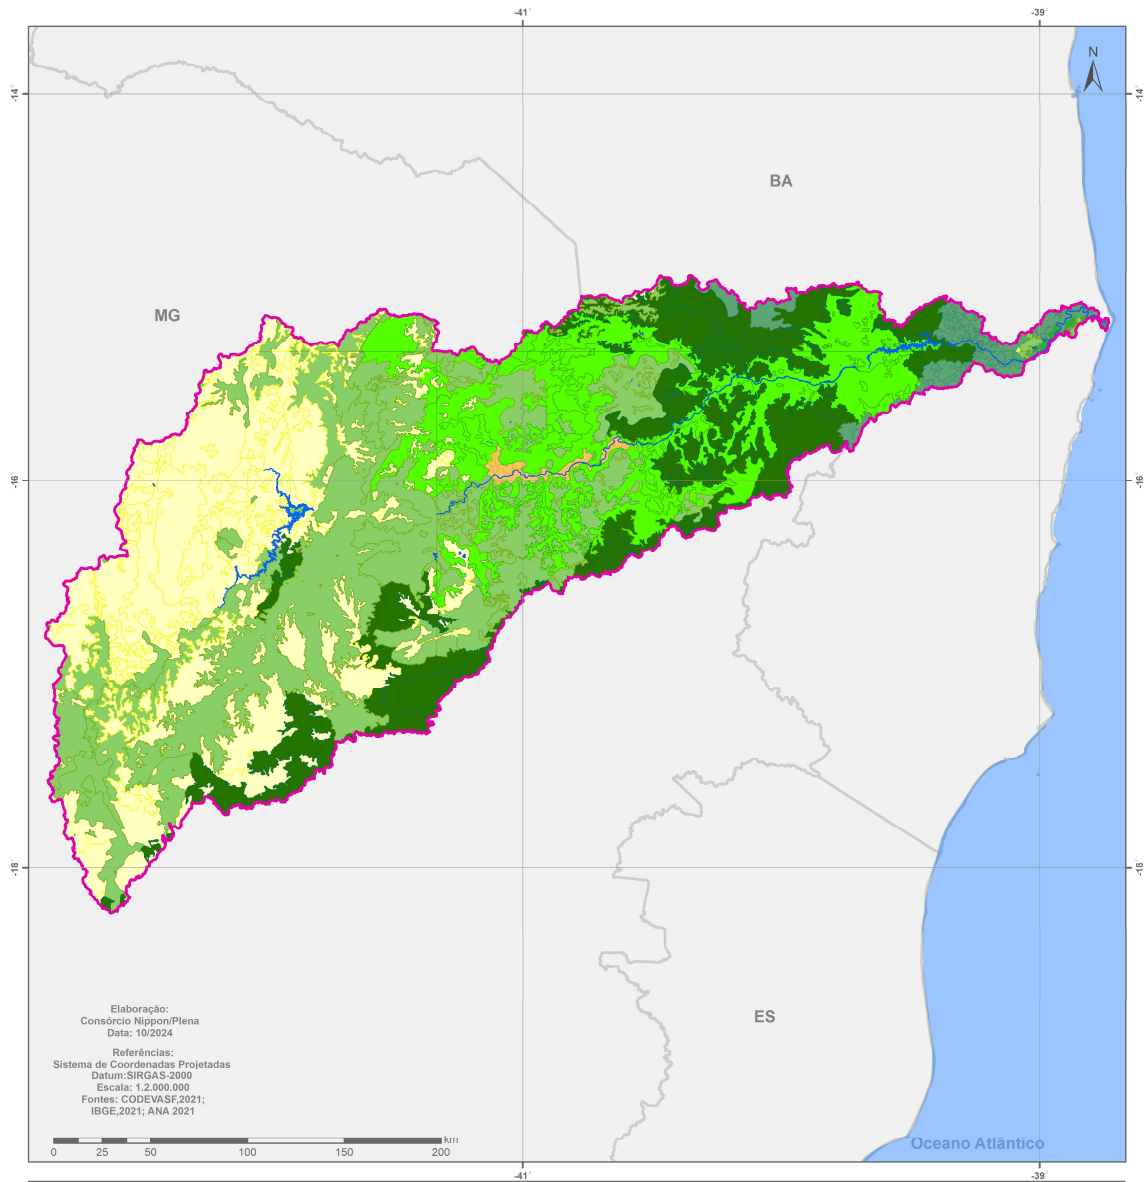 -41°
-39°
N
-14°
-14°
BA
MG
-16°
-16°
-18°
-18°
Elaboração:
Consórcio Nippon/Plena
Data: 10/2024
Referências:
Sistema de Coordenadas Projetadas
Datum:SIRGAS-2000
Escala: 1.2.000.000
Fontes: CODEVASF,2021;
IBGE,2021; ANA 2021
ES
Oceano Atlântico
km
0 25 50 100 150 200
-41°
-39°